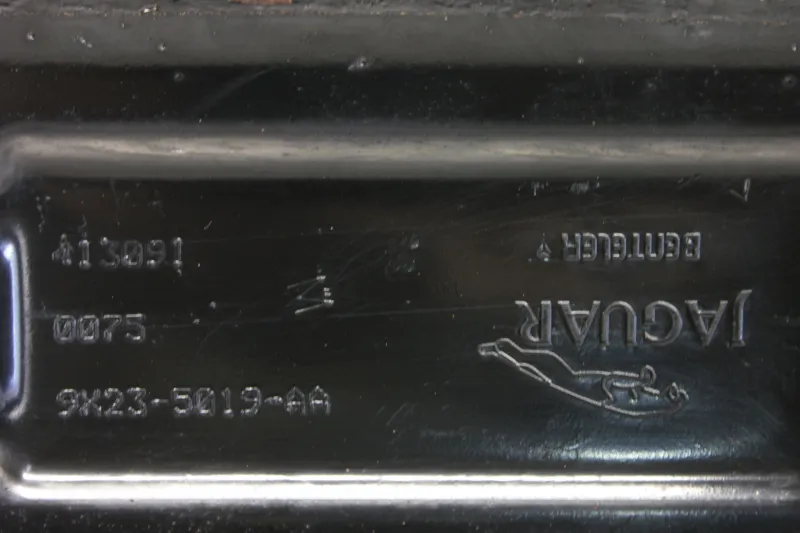 413091
0075
9X23-5019-AA
BENTELER
JAGUAR